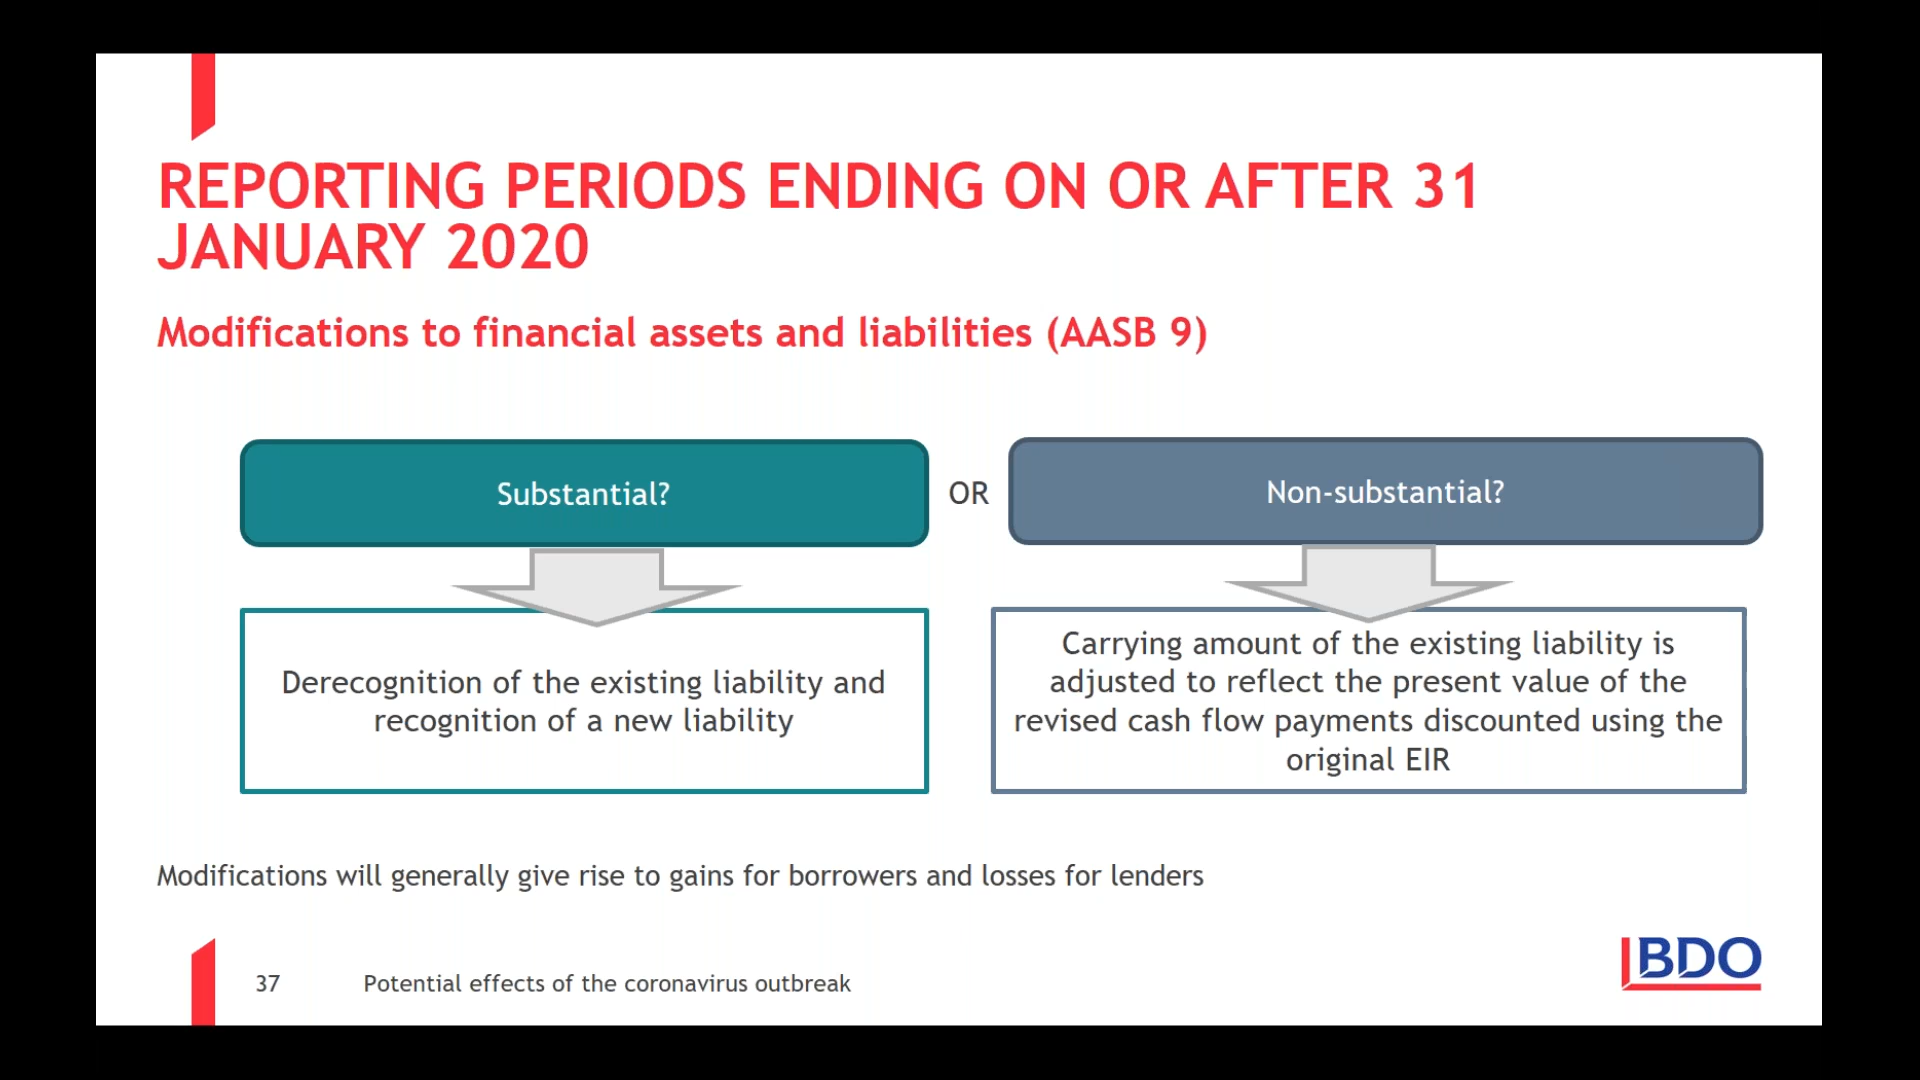 REPORTING PERIODS ENDING ON OR AFTER 31
JANUARY 2020
Modifications to financial assets and liabilities (AASB 9)
Substantial?
OR
Non-substantial?
Derecognition of the existing liability and
recognition of a new liability
Carrying amount of the existing liability is
adjusted to reflect the present value of the
revised cash flow payments discounted using the
original EIR
Modifications will generally give rise to gains for borrowers and losses for lenders
37
Potential effects of the coronavirus outbreak
BDO